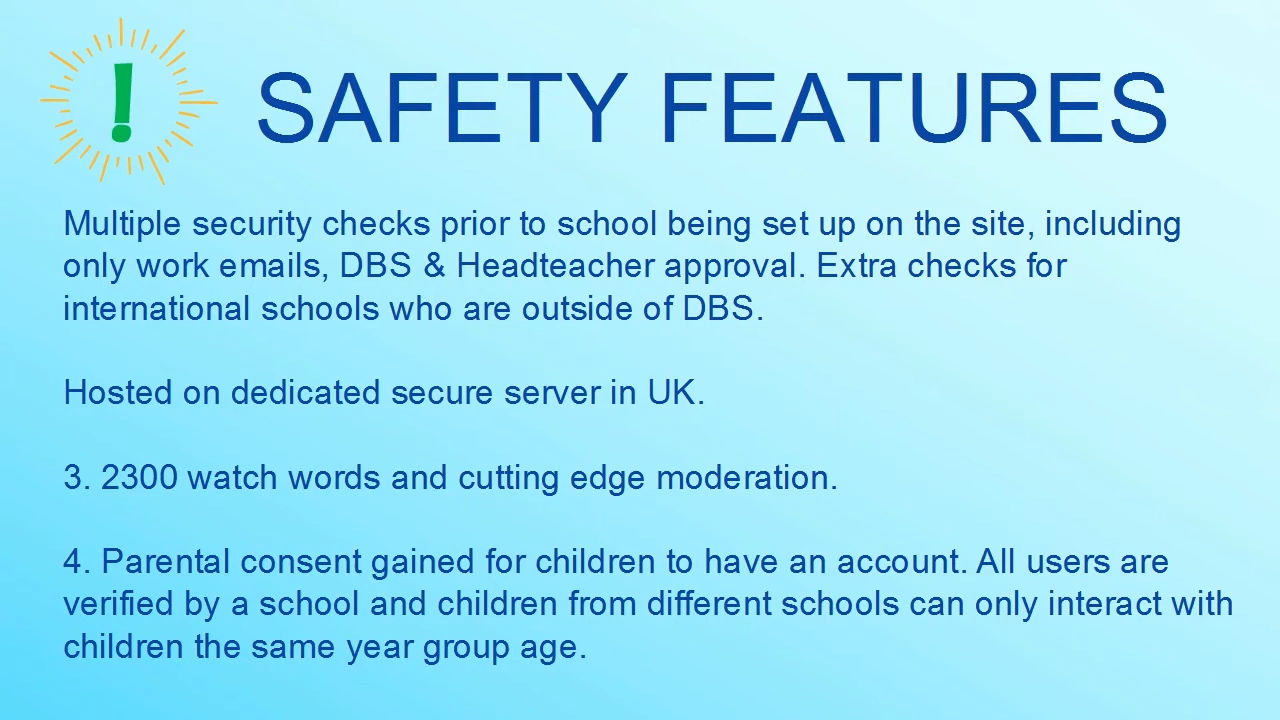 !
SAFETY FEATURES
Multiple security checks prior to school being set up on the site, including
only work emails, DBS & Headteacher approval. Extra checks for
international schools who are outside of DBS.
Hosted on dedicated secure server in UK.
3. 2300 watch words and cutting edge moderation.
4. Parental consent gained for children to have an account. All users are
verified by a school and children from different schools can only interact with
children the same year group age.